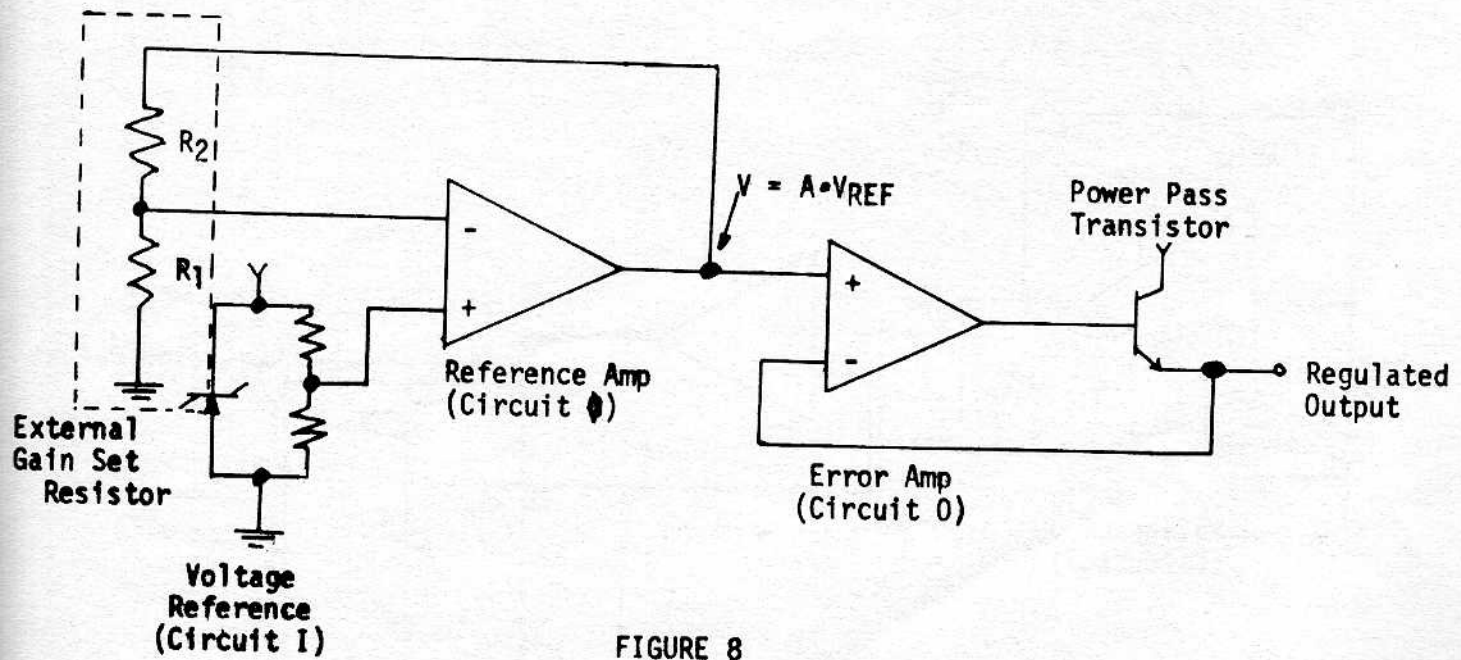 R2
R1
V = A•VREF
Power Pass
Transistor
-
+
+
-
Reference Amp
(Circuit )
Regulated
Output
External
Gain Set
Resistor
Error Amp
(Circuit O)
Voltage
Reference
(Circuit I)
FIGURE 8